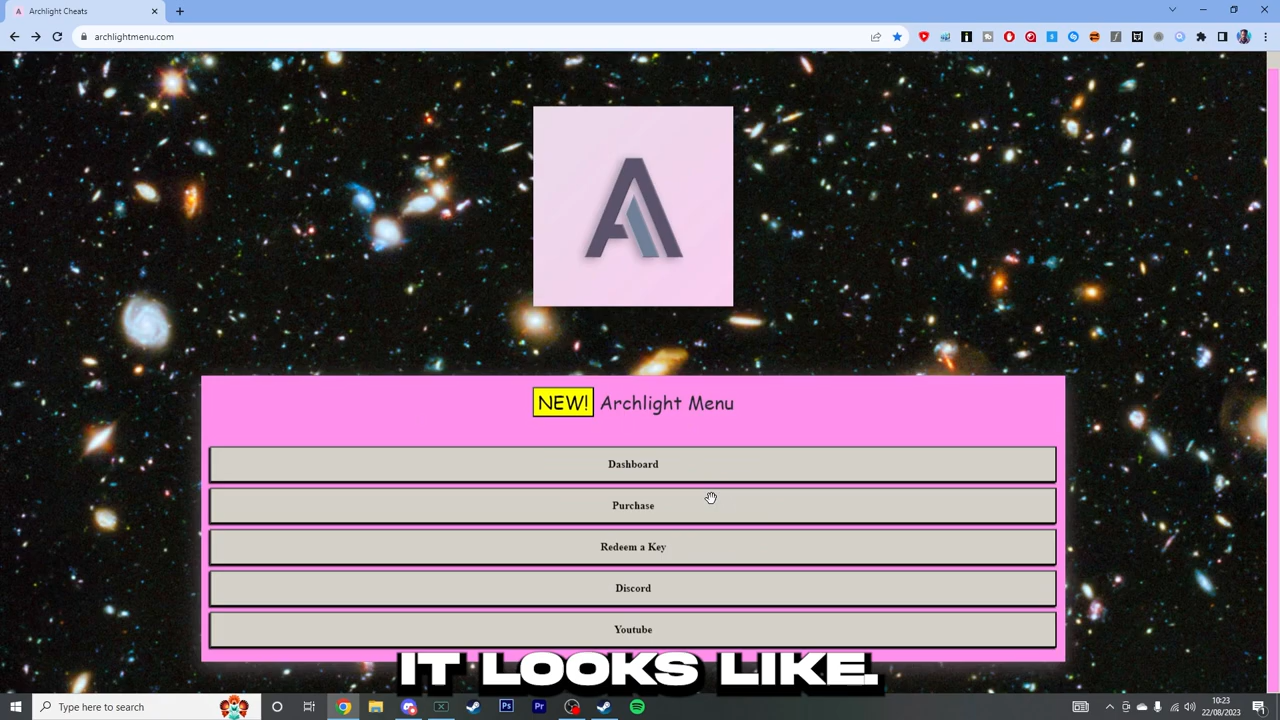 Archlight Cheats
archlightmenu.com
NEW! Archlight Menu
Dashboard
Purchase
Redeem a Key
Discord
Youtube
IT LOOKS LIKE.
Type here to search
10:23
22/08/2023